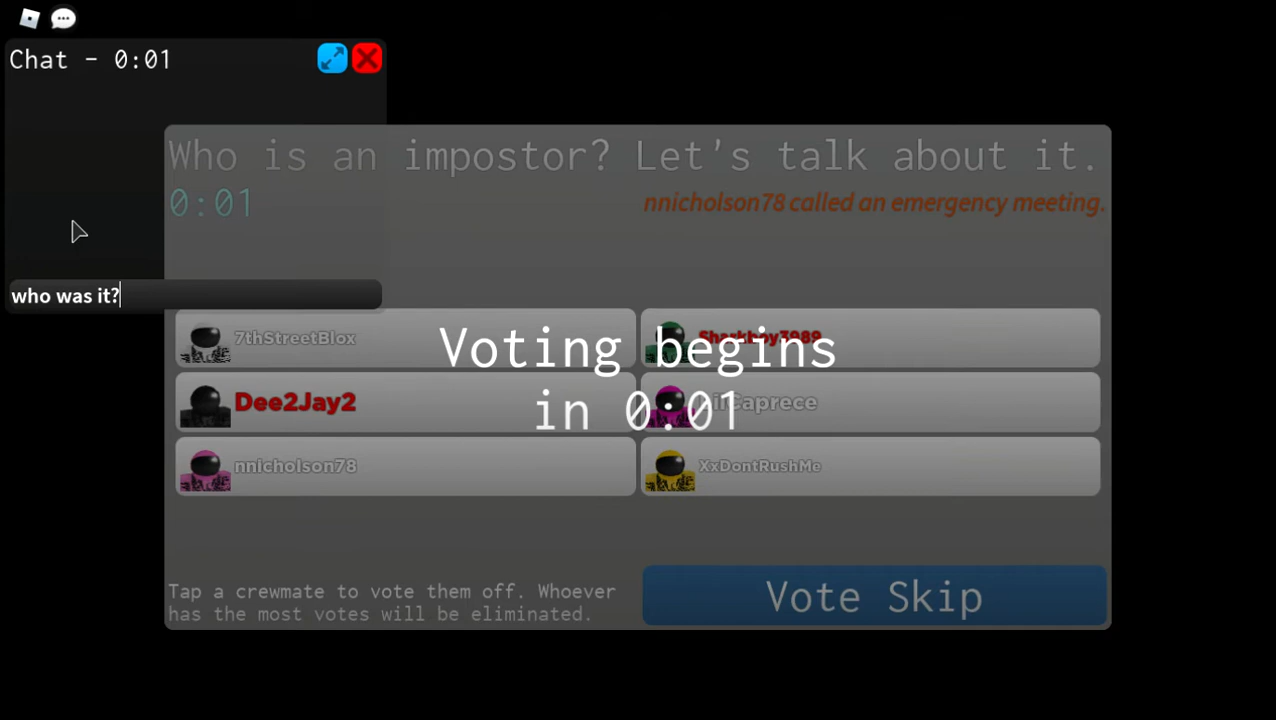 Chat - 0:01
Who is an impostor? Let's talk about it.
0:01
nnicholson78 called an emergency meeting.
who was it?
7thStreetBlox
Sharkboy3989
Voting begins
in 0:01
Dee2Jay2
nnicholson78
XxDontRushMe
Tap a crewmate to vote them off. Whoever
has the most votes will be eliminated.
Vote Skip